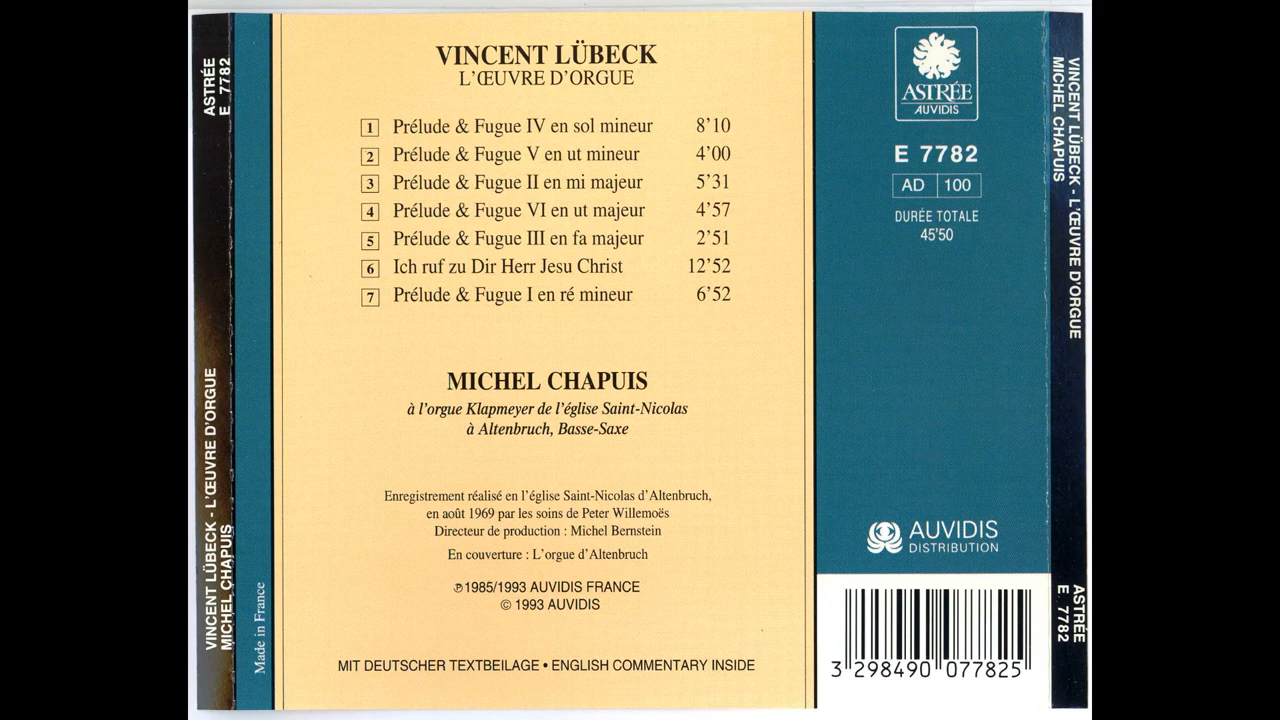 ASTRÉE
E 7782
VINCENT LÜBECK - L'ŒUVRE D'ORGUE
MICHEL CHAPUIS
Made in France
VINCENT LÜBECK
L'ŒUVRE D'ORGUE
1 Prélude & Fugue IV en sol mineur 8'10
2 Prélude & Fugue V en ut mineur 4'00
3 Prélude & Fugue II en mi majeur 5'31
4 Prélude & Fugue VI en ut majeur 4'57
5 Prélude & Fugue III en fa majeur 2'51
6 Ich ruf zu Dir Herr Jesu Christ 12'52
7 Prélude & Fugue I en ré mineur 6'52
MICHEL CHAPUIS
à l'orgue Klapmeyer de l'église Saint-Nicolas
à Altenbruch, Basse-Saxe
Enregistrement réalisé en l'église Saint-Nicolas d'Altenbruch,
en août 1969 par les soins de Peter Willemoës
Directeur de production : Michel Bernstein
En couverture : L'orgue d'Altenbruch
℗ 1985/1993 AUVIDIS FRANCE
© 1993 AUVIDIS
MIT DEUTSCHER TEXTBEILAGE • ENGLISH COMMENTARY INSIDE
ASTRÉE
AUVIDIS
E 7782
AD 100
DURÉE TOTALE
45'50
AUVIDIS
DISTRIBUTION
3 298490 077825
VINCENT LÜBECK - L'ŒUVRE D'ORGUE
MICHEL CHAPUIS
ASTRÉE
E 7782